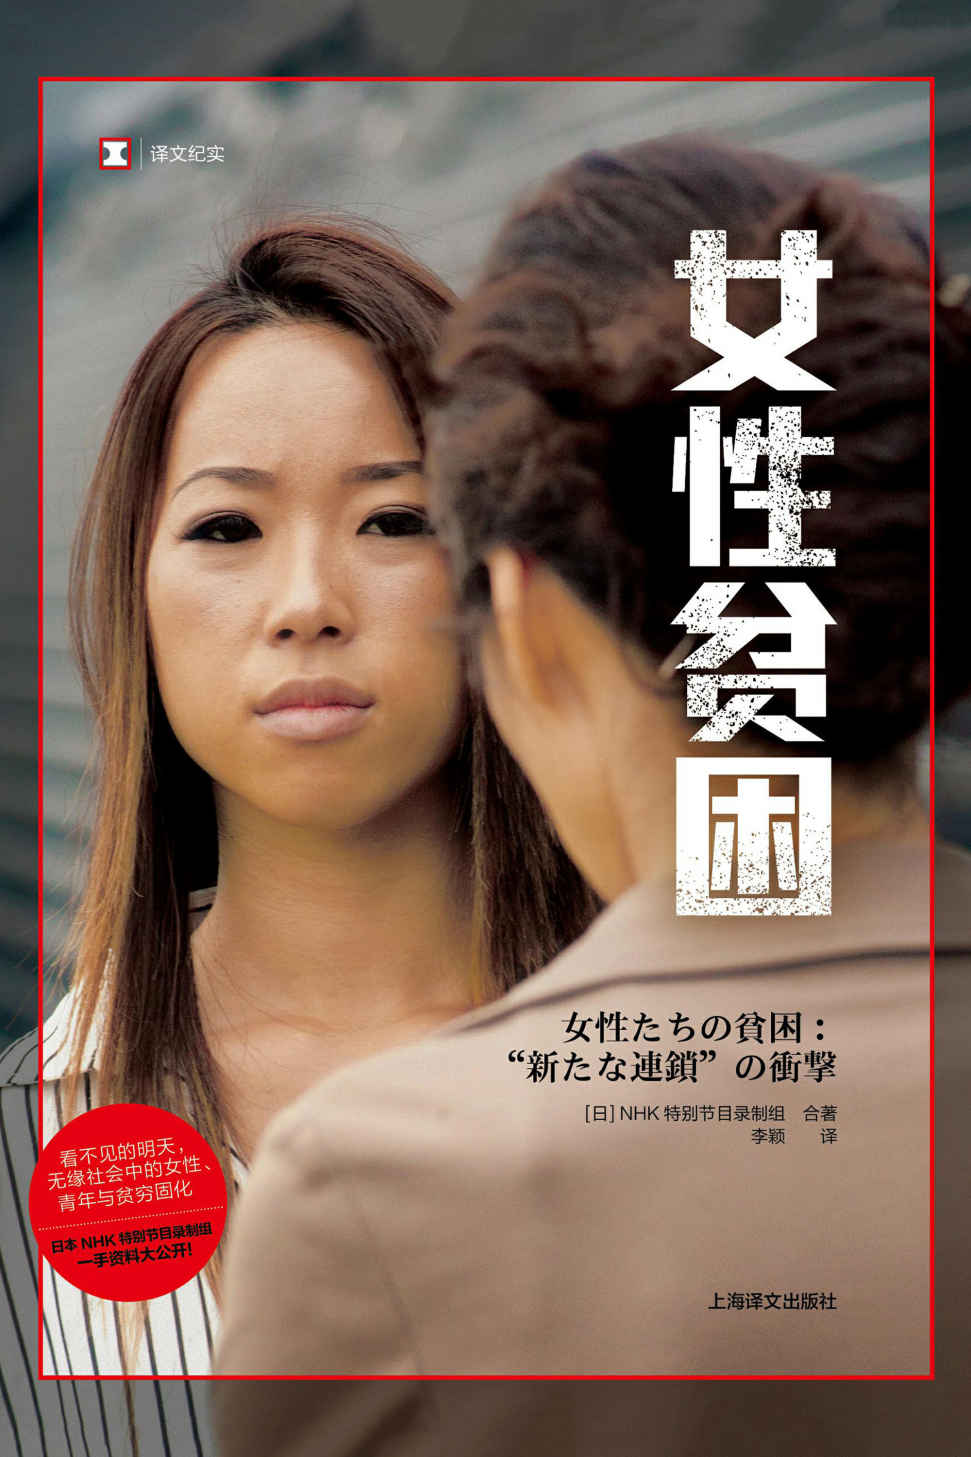 译文纪实
女性贫困
女性たちの貧困：
“新たな連鎖”の衝撃
[日] NHK 特别节目录制组　合著
李颖　　译
看不见的明天，
无缘社会中的女性、
青年与贫穷固化
日本 NHK 特别节目录制组
一手资料大公开！
上海译文出版社